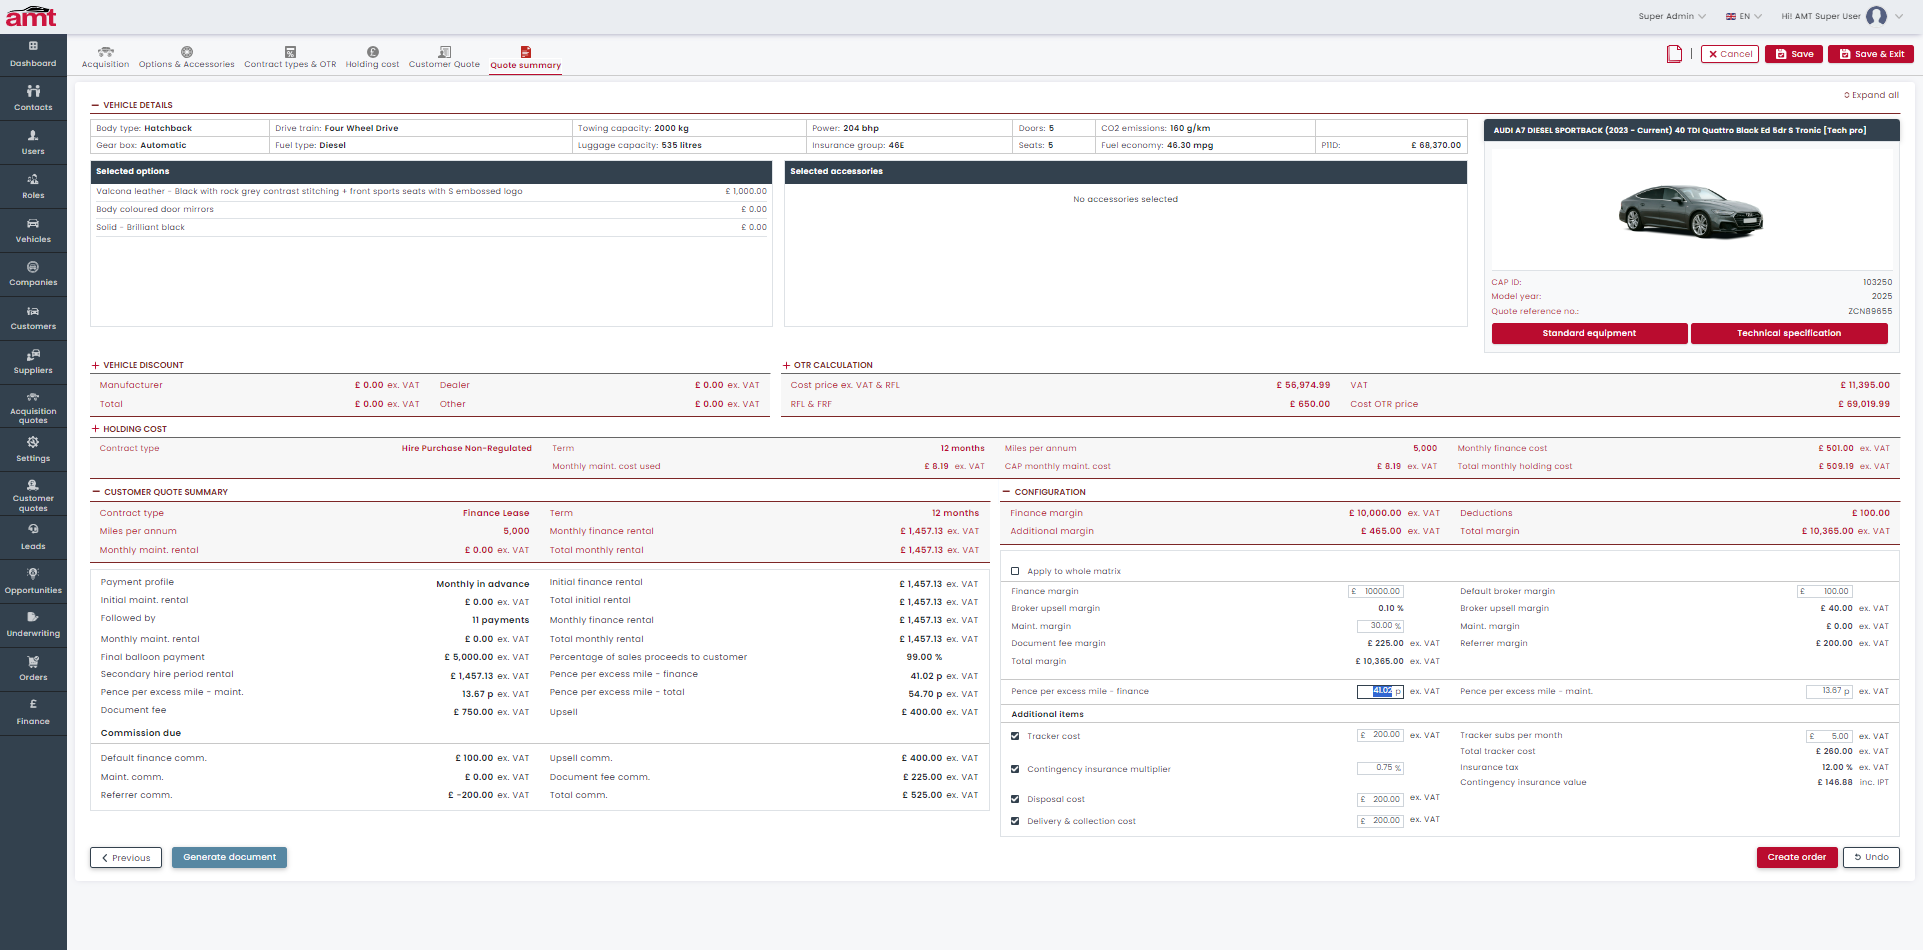 amt
Super Admin
EN
Hi! AMT Super User
Dashboard
Contacts
Users
Roles
Vehicles
Companies
Customers
Suppliers
Acquisition quotes
Settings
Customer quotes
Leads
Opportunities
Underwriting
Orders
Finance
Acquisition
Options & Accessories
Contract types & OTR
Holding cost
Customer Quote
Quote summary
Cancel
Save
Save & Exit
Expand all
VEHICLE DETAILS
Body type: Hatchback Drive train: Four Wheel Drive Towing capacity: 2000 kg Power: 204 bhp Doors: 5 CO2 emissions: 160 g/km
Gear box: Automatic Fuel type: Diesel Luggage capacity: 535 litres Insurance group: 46E Seats: 5 Fuel economy: 46.30 mpg P11D: £ 68,370.00
Selected options
Valcona leather - Black with rock grey contrast stitching + front sports seats with S embossed logo £ 1,000.00
Body coloured door mirrors £ 0.00
Solid - Brilliant black £ 0.00
Selected accessories
No accessories selected
AUDI A7 DIESEL SPORTBACK (2023 - Current) 40 TDI Quattro Black Ed 5dr S Tronic [Tech pro]
CAP ID: 103250
Model year: 2025
Quote reference no.: ZCN89655
Standard equipment
Technical specification
VEHICLE DISCOUNT
Manufacturer £ 0.00 ex. VAT Dealer £ 0.00 ex. VAT
Total £ 0.00 ex. VAT Other £ 0.00 ex. VAT
OTR CALCULATION
Cost price ex. VAT & RFL £ 56,974.99 VAT £ 11,395.00
RFL & FRF £ 650.00 Cost OTR price £ 69,019.99
HOLDING COST
Contract type Hire Purchase Non-Regulated Term 12 months Miles per annum 5,000 Monthly finance cost £ 501.00 ex. VAT
Monthly maint. cost used £ 8.19 ex. VAT CAP monthly maint. cost £ 8.19 ex. VAT Total monthly holding cost £ 509.19 ex. VAT
CUSTOMER QUOTE SUMMARY
Contract type Finance Lease Term 12 months
Miles per annum 5,000 Monthly finance rental £ 1,457.13 ex. VAT
Monthly maint. rental £ 0.00 ex. VAT Total monthly rental £ 1,457.13 ex. VAT
Payment profile Monthly in advance Initial finance rental £ 1,457.13 ex. VAT
Initial maint. rental £ 0.00 ex. VAT Total initial rental £ 1,457.13 ex. VAT
Followed by 11 payments Monthly finance rental £ 1,457.13 ex. VAT
Monthly maint. rental £ 0.00 ex. VAT Total monthly rental £ 1,457.13 ex. VAT
Final balloon payment £ 5,000.00 ex. VAT Percentage of sales proceeds to customer 99.00 %
Secondary hire period rental £ 1,457.13 ex. VAT Pence per excess mile - finance 41.02 p ex. VAT
Pence per excess mile - maint. 13.67 p ex. VAT Pence per excess mile - total 54.70 p ex. VAT
Document fee £ 750.00 ex. VAT Upsell £ 400.00 ex. VAT
Commission due
Default finance comm. £ 100.00 ex. VAT Upsell comm. £ 400.00 ex. VAT
Maint. comm. £ 0.00 ex. VAT Document fee comm. £ 225.00 ex. VAT
Referrer comm. £ -200.00 ex. VAT Total comm. £ 525.00 ex. VAT
CONFIGURATION
Finance margin £ 10,000.00 ex. VAT Deductions £ 100.00
Additional margin £ 465.00 ex. VAT Total margin £ 10,365.00 ex. VAT
Apply to whole matrix
Finance margin £ 10000.00 Default broker margin £ 100.00
Broker upsell margin 0.10 % Broker upsell margin £ 40.00 ex. VAT
Maint. margin 30.00 % Maint. margin £ 0.00 ex. VAT
Document fee margin £ 225.00 ex. VAT Referrer margin £ 200.00 ex. VAT
Total margin £ 10,365.00 ex. VAT
Pence per excess mile - finance 41.02 p ex. VAT Pence per excess mile - maint. 13.67 p ex. VAT
Additional items
Tracker cost £ 200.00 ex. VAT Tracker subs per month £ 5.00 ex. VAT
Total tracker cost £ 260.00 ex. VAT
Contingency insurance multiplier 0.75 % Insurance tax 12.00 % ex. VAT
Contingency insurance value £ 146.88 inc. IPT
Disposal cost £ 200.00 ex. VAT
Delivery & collection cost £ 200.00 ex. VAT
Previous
Generate document
Create order
Undo